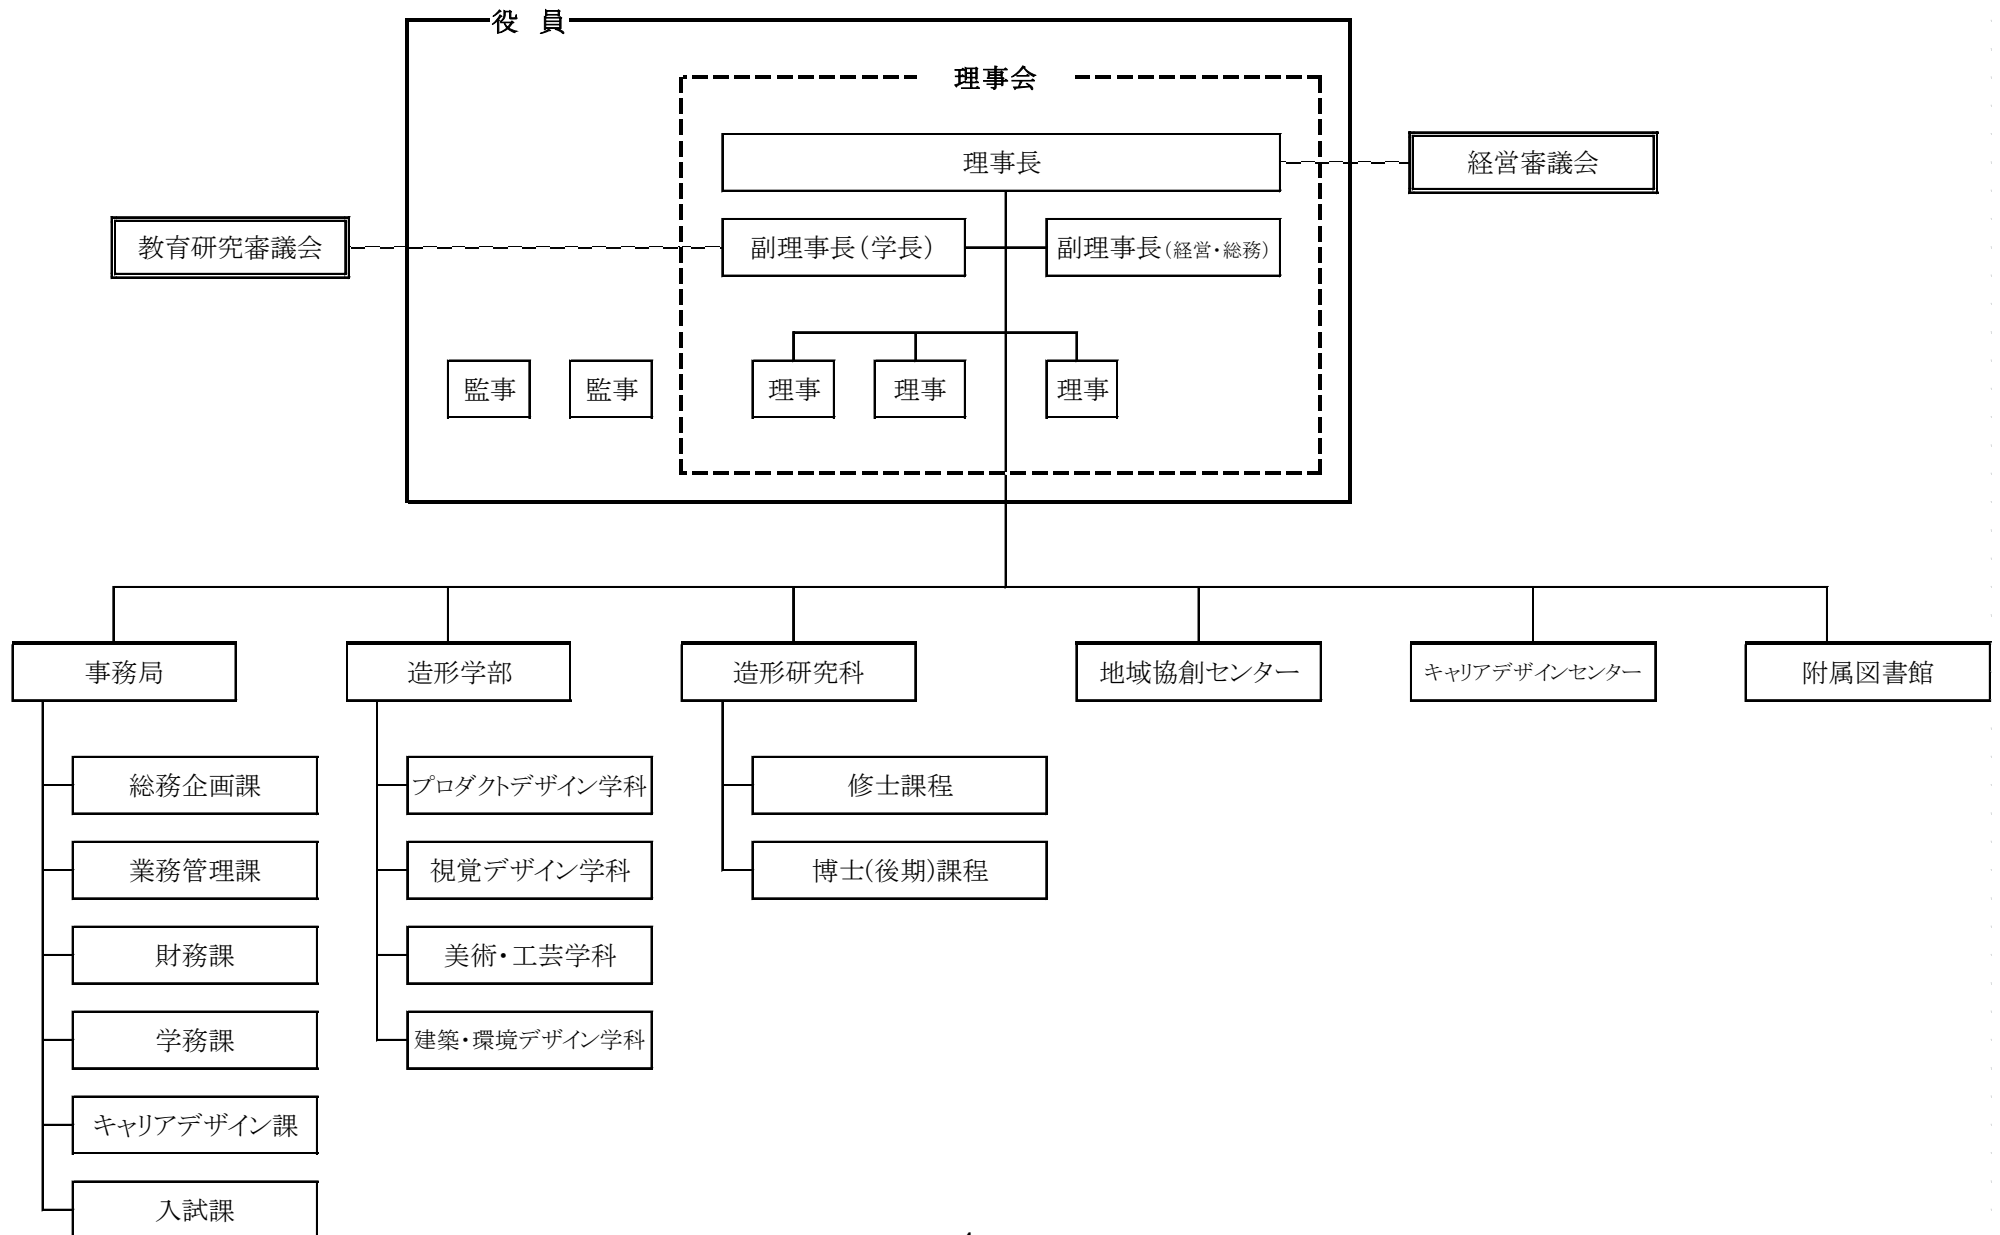 役 員
理事会
理事長
経営審議会
教育研究審議会
副理事長(学長)
副理事長(経営・総務)
監事
監事
理事
理事
理事
事務局
造形学部
造形研究科
地域協創センター
キャリアデザインセンター
附属図書館
総務企画課
プロダクトデザイン学科
修士課程
業務管理課
視覚デザイン学科
博士(後期)課程
財務課
美術・工芸学科
学務課
建築・環境デザイン学科
キャリアデザイン課
入試課